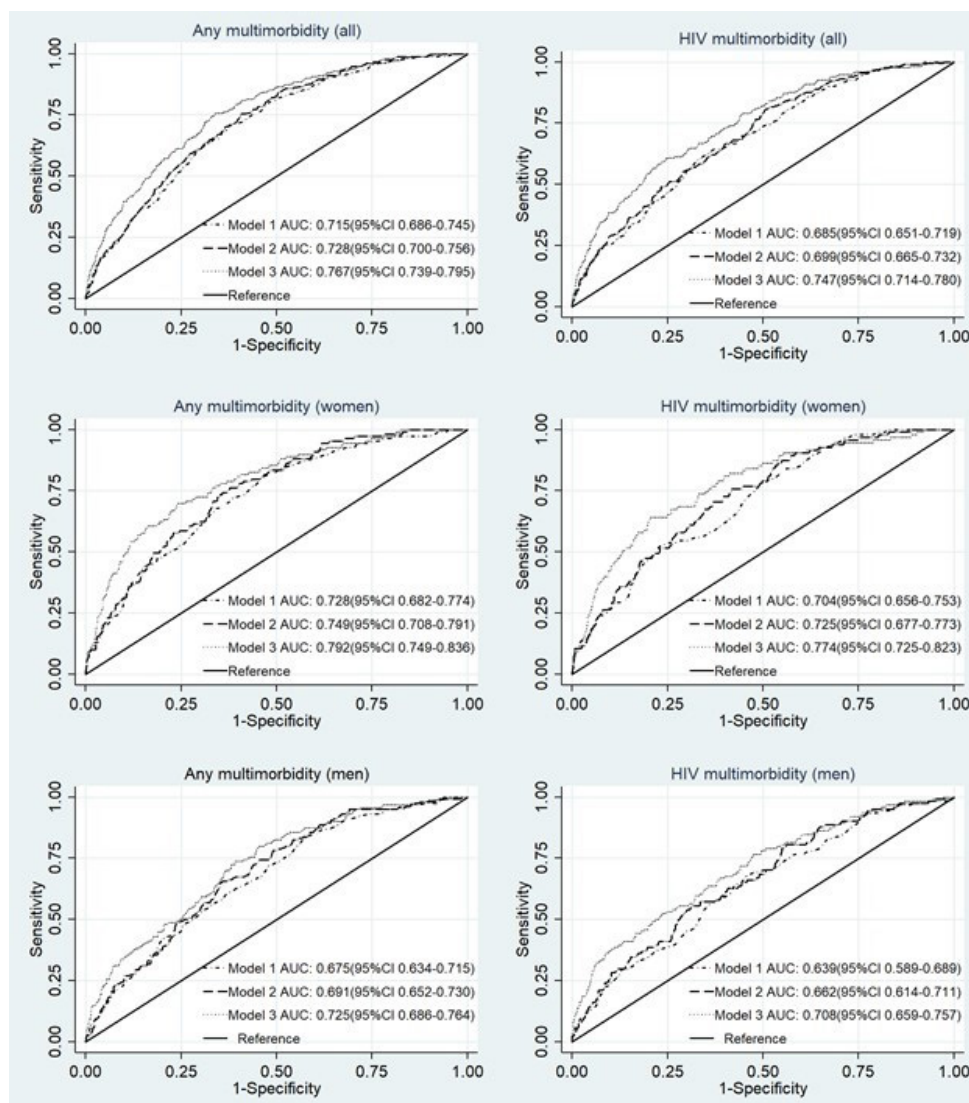 Any multimorbidity (all)
Sensitivity
0.00 0.25 0.50 0.75 1.00
Model 1 AUC: 0.715(95%CI 0.686-0.745)
Model 2 AUC: 0.728(95%CI 0.700-0.756)
Model 3 AUC: 0.767(95%CI 0.739-0.795)
Reference
0.00 0.25 0.50 0.75 1.00
1-Specificity
HIV multimorbidity (all)
Sensitivity
0.00 0.25 0.50 0.75 1.00
Model 1 AUC: 0.685(95%CI 0.651-0.719)
Model 2 AUC: 0.699(95%CI 0.665-0.732)
Model 3 AUC: 0.747(95%CI 0.714-0.780)
Reference
0.00 0.25 0.50 0.75 1.00
1-Specificity
Any multimorbidity (women)
Sensitivity
0.00 0.25 0.50 0.75 1.00
Model 1 AUC: 0.728(95%CI 0.682-0.774)
Model 2 AUC: 0.749(95%CI 0.708-0.791)
Model 3 AUC: 0.792(95%CI 0.749-0.836)
Reference
0.00 0.25 0.50 0.75 1.00
1-Specificity
HIV multimorbidity (women)
Sensitivity
0.00 0.25 0.50 0.75 1.00
Model 1 AUC: 0.704(95%CI 0.656-0.753)
Model 2 AUC: 0.725(95%CI 0.677-0.773)
Model 3 AUC: 0.774(95%CI 0.725-0.823)
Reference
0.00 0.25 0.50 0.75 1.00
1-Specificity
Any multimorbidity (men)
Sensitivity
0.00 0.25 0.50 0.75 1.00
Model 1 AUC: 0.675(95%CI 0.634-0.715)
Model 2 AUC: 0.691(95%CI 0.652-0.730)
Model 3 AUC: 0.725(95%CI 0.686-0.764)
Reference
0.00 0.25 0.50 0.75 1.00
1-Specificity
HIV multimorbidity (men)
Sensitivity
0.00 0.25 0.50 0.75 1.00
Model 1 AUC: 0.639(95%CI 0.589-0.689)
Model 2 AUC: 0.662(95%CI 0.614-0.711)
Model 3 AUC: 0.708(95%CI 0.659-0.757)
Reference
0.00 0.25 0.50 0.75 1.00
1-Specificity